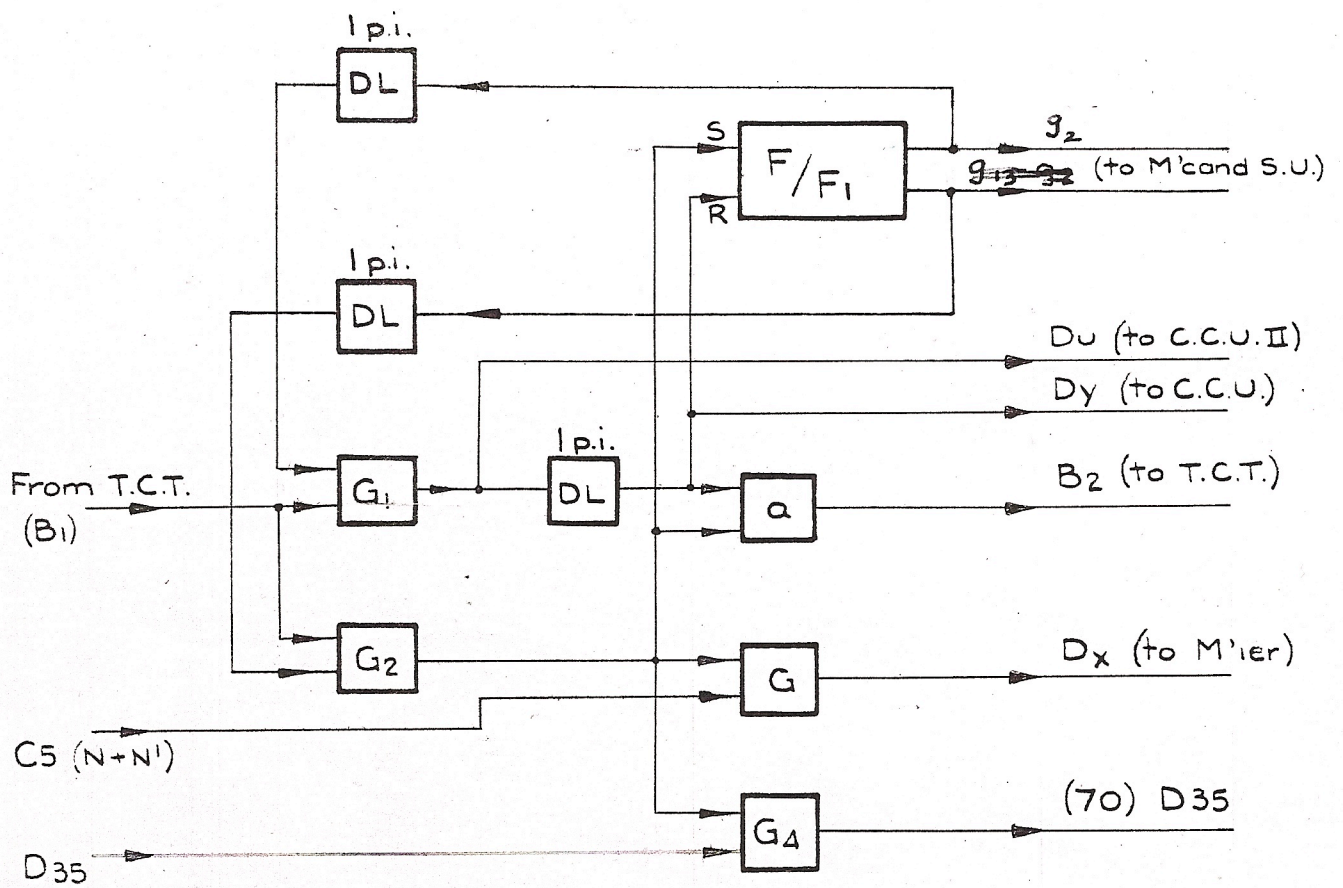 1 p.i.
DL
S
F/F1
R
g2
(to M'cand S.U.)
1 p.i.
DL
Du (to C.C.U. II)
Dy (to C.C.U.)
1 p.i.
From T.C.T.
(B1)
G1
DL
a
B2 (to T.C.T.)
G2
G
Dx (to M'ier)
C5 (N+N')
(70) D35
G4
D35